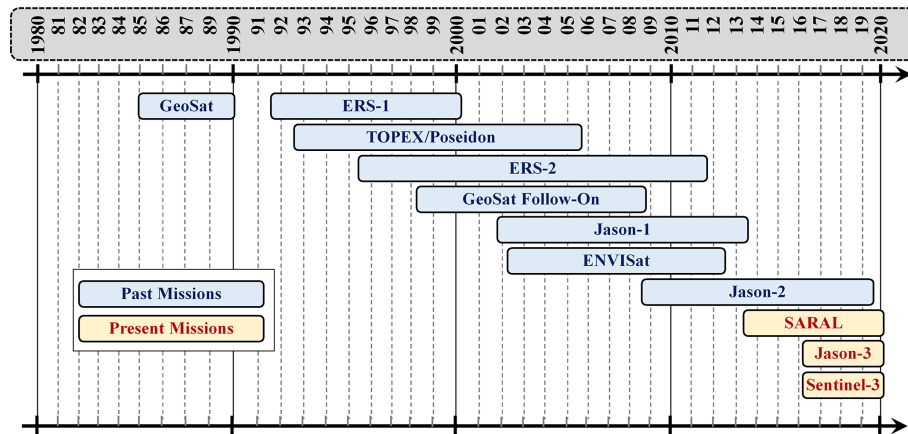 1980 81 82 83 84 85 86 87 88 89 1990 91 92 93 94 95 96 97 98 99 2000 01 02 03 04 05 06 07 08 09 2010 11 12 13 14 15 16 17 18 19 2020
GeoSat ERS-1
TOPEX/Poseidon
ERS-2
GeoSat Follow-On
Jason-1
ENVISat
Past Missions Jason-2
Present Missions SARAL
Jason-3
Sentinel-3